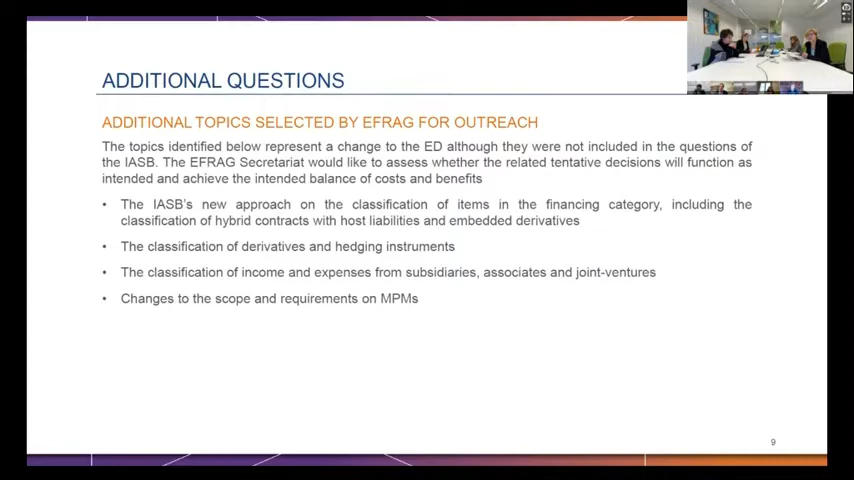 ADDITIONAL QUESTIONS
ADDITIONAL TOPICS SELECTED BY EFRAG FOR OUTREACH
The topics identified below represent a change to the ED although they were not included in the questions of
the IASB. The EFRAG Secretariat would like to assess whether the related tentative decisions will function as
intended and achieve the intended balance of costs and benefits
• The IASB's new approach on the classification of items in the financing category, including the
classification of hybrid contracts with host liabilities and embedded derivatives
• The classification of derivatives and hedging instruments
• The classification of income and expenses from subsidiaries, associates and joint-ventures
• Changes to the scope and requirements on MPMs
9